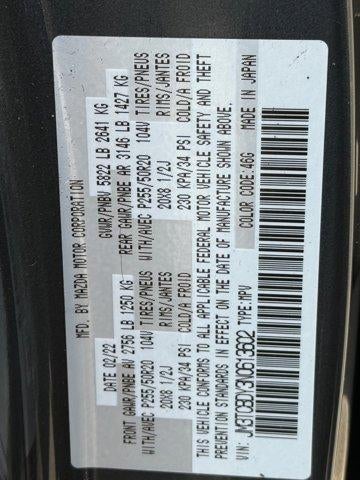 MFD. BY MAZDA MOTOR CORPORATION
DATE: 02/22 GVWR/PNBV 5822 LB 2641 KG
FRONT GAWR/PNBE AV 2756 LB 1250 KG REAR GAWR/PNBE AR 3146 LB 1427 KG
WITH/AVEC P255/50R20 104V TIRES/PNEUS WITH/AVEC P255/50R20 104V TIRES/PNEUS
20X8 1/2J RIMS/JANTES 20X8 1/2J RIMS/JANTES
230 KPA/34 PSI COLD/A FROID 230 KPA/34 PSI COLD/A FROID
THIS VEHICLE CONFORMS TO ALL APPLICABLE FEDERAL MOTOR VEHICLE SAFETY AND THEFT
PREVENTION STANDARDS IN EFFECT ON THE DATE OF MANUFACTURE SHOWN ABOVE.
VIN: JM3TCBDY3N0613602 TYPE:MPV COLOR CODE:46G MADE IN JAPAN